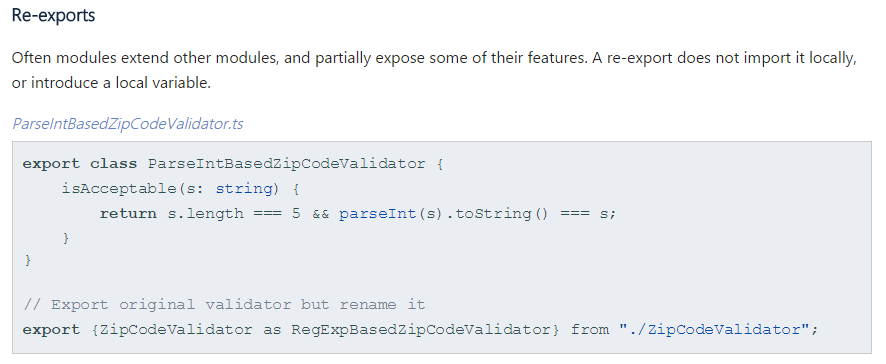 Re-exports
Often modules extend other modules, and partially expose some of their features. A re-export does not import it locally,
or introduce a local variable.
ParseIntBasedZipCodeValidator.ts
export class ParseIntBasedZipCodeValidator {
    isAcceptable(s: string) {
        return s.length === 5 && parseInt(s).toString() === s;
    }
}
// Export original validator but rename it
export {ZipCodeValidator as RegExpBasedZipCodeValidator} from "./ZipCodeValidator";